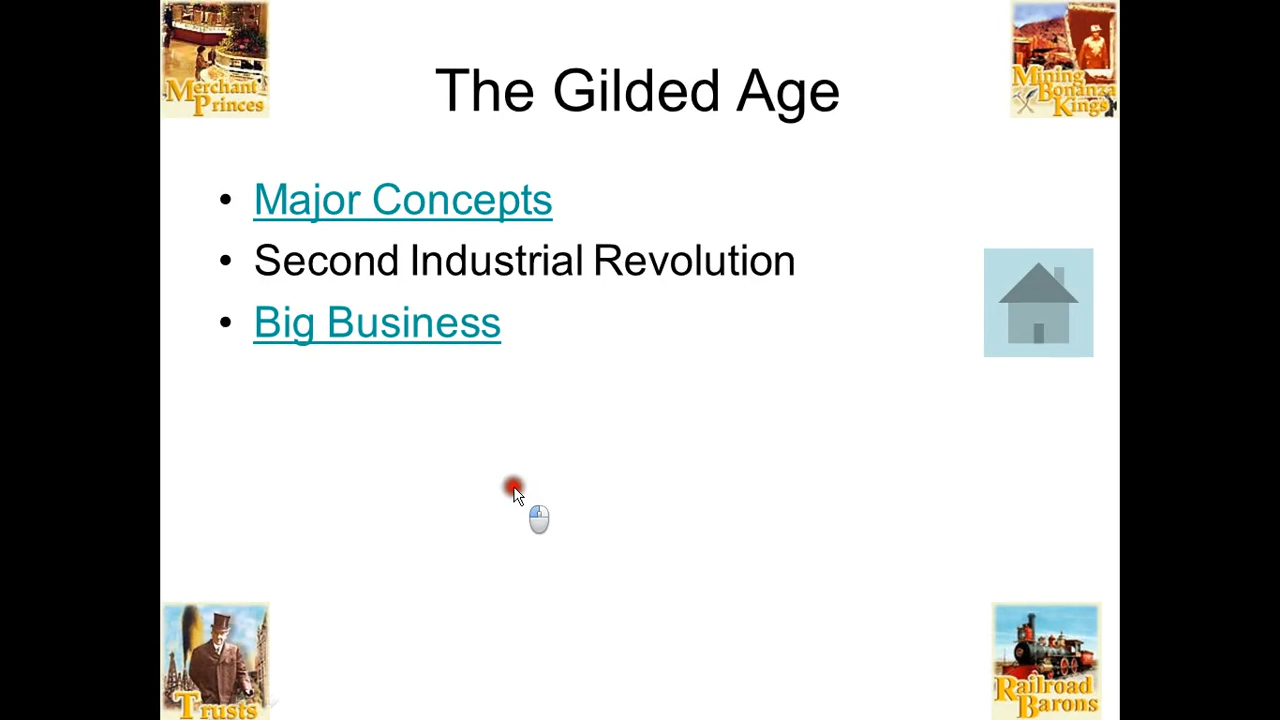 Merchant
Princes
Mining
Bonanza
Kings
The Gilded Age
• Major Concepts
• Second Industrial Revolution
• Big Business
Trusts
Railroad
Barons